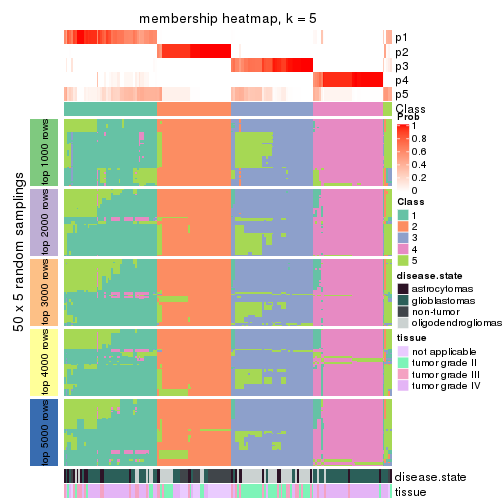 membership heatmap, k = 5
p1
p2
p3
p4
p5
Class
50 x 5 random samplings
top 1000 rows
top 2000 rows
top 3000 rows
top 4000 rows
top 5000 rows
disease.state
tissue
Prob
1
0.8
0.6
0.4
0.2
0
Class
1
2
3
4
5
disease.state
astrocytomas
glioblastomas
non-tumor
oligodendrogliomas
tissue
not applicable
tumor grade II
tumor grade III
tumor grade IV